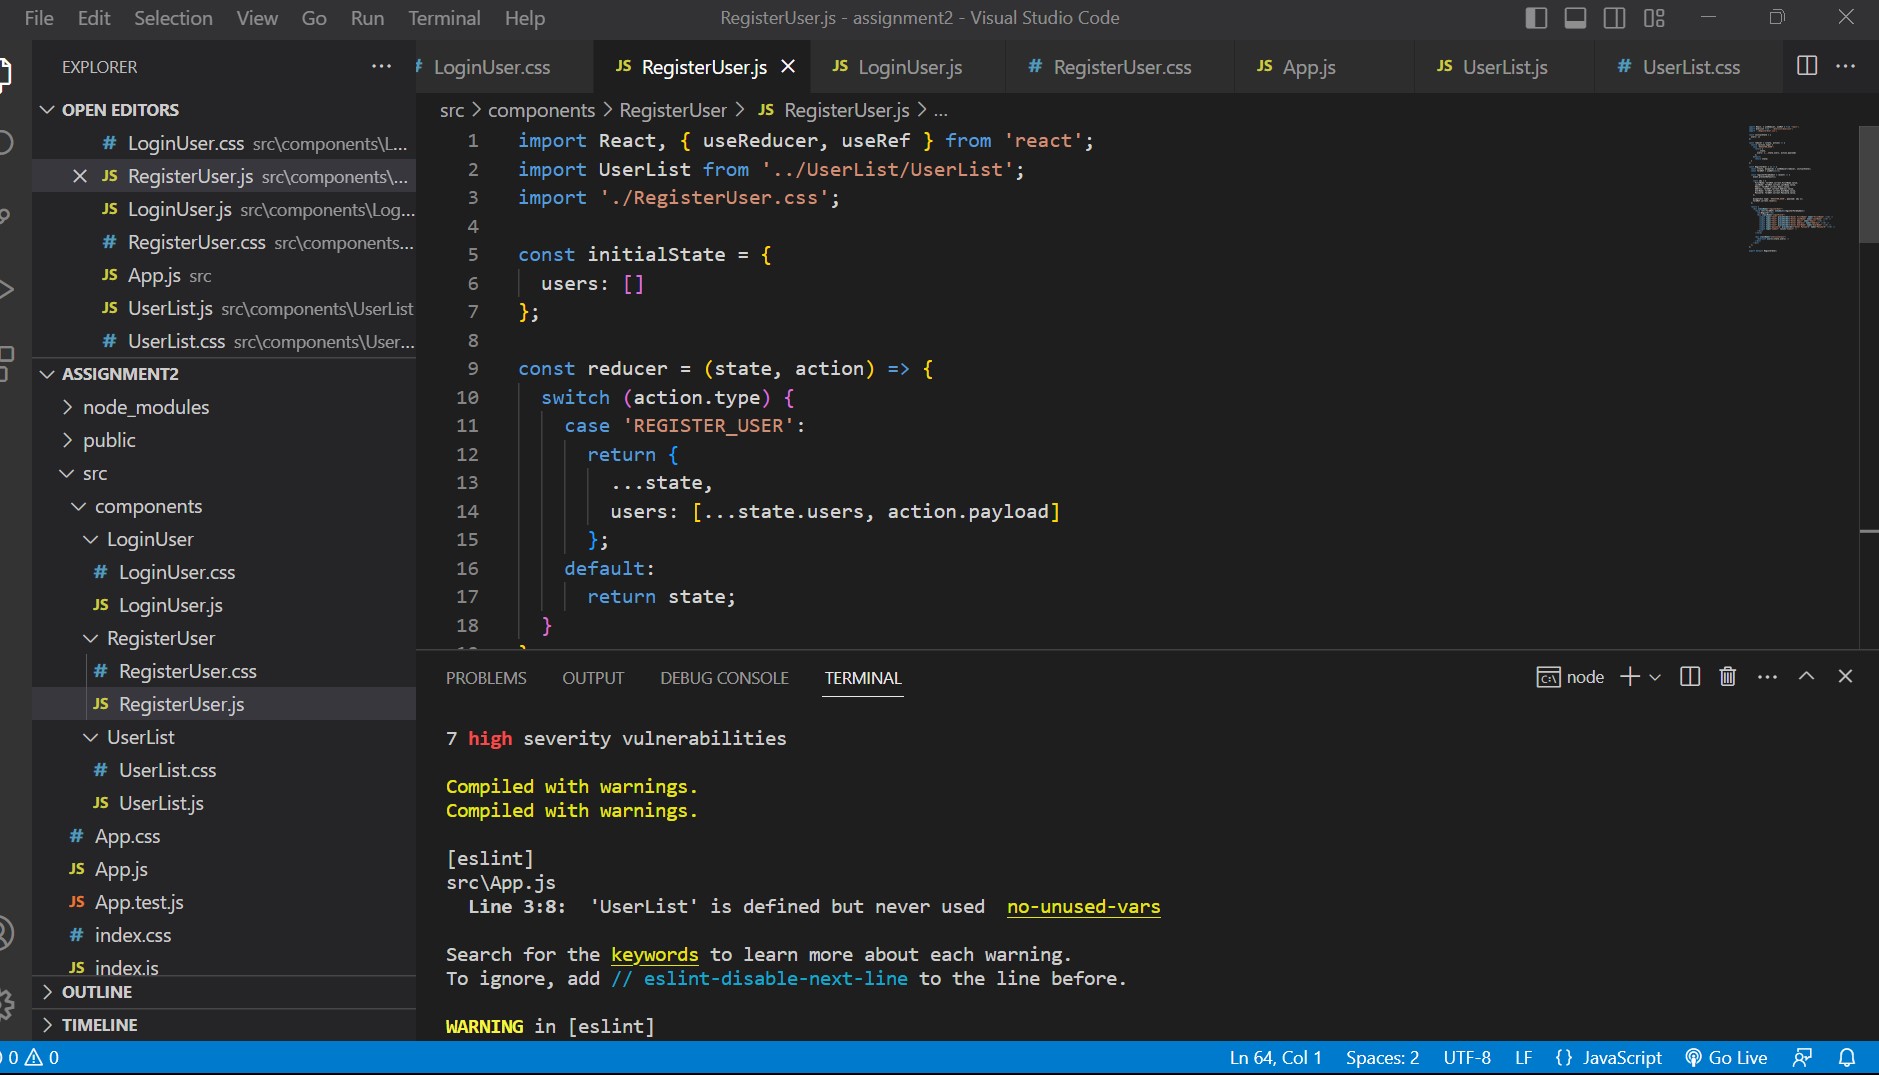 File Edit Selection View Go Run Terminal Help RegisterUser.js - assignment2 - Visual Studio Code
EXPLORER ...
# LoginUser.css JS RegisterUser.js JS LoginUser.js # RegisterUser.css JS App.js JS UserList.js # UserList.css
OPEN EDITORS
# LoginUser.css src\components\L...
JS RegisterUser.js src\components\...
JS LoginUser.js src\components\Log...
# RegisterUser.css src\components...
JS App.js src
JS UserList.js src\components\UserList
# UserList.css src\components\User...
ASSIGNMENT2
node_modules
public
src
components
LoginUser
# LoginUser.css
JS LoginUser.js
RegisterUser
# RegisterUser.css
JS RegisterUser.js
UserList
# UserList.css
JS UserList.js
# App.css
JS App.js
JS App.test.js
# index.css
JS index.js
OUTLINE
TIMELINE
src > components > RegisterUser > JS RegisterUser.js > ...
1 import React, { useReducer, useRef } from 'react';
2 import UserList from '../UserList/UserList';
3 import './RegisterUser.css';
4
5 const initialState = {
6 users: []
7 };
8
9 const reducer = (state, action) => {
10 switch (action.type) {
11 case 'REGISTER_USER':
12 return {
13 ...state,
14 users: [...state.users, action.payload]
15 };
16 default:
17 return state;
18 }
PROBLEMS OUTPUT DEBUG CONSOLE TERMINAL node
7 high severity vulnerabilities
Compiled with warnings.
Compiled with warnings.
[eslint]
src\App.js
Line 3:8: 'UserList' is defined but never used no-unused-vars
Search for the keywords to learn more about each warning.
To ignore, add // eslint-disable-next-line to the line before.
WARNING in [eslint]
0 0 Ln 64, Col 1 Spaces: 2 UTF-8 LF {} JavaScript Go Live